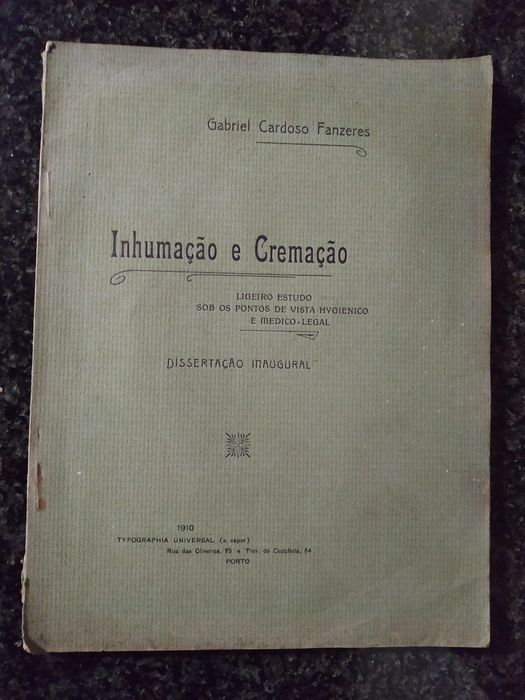 Gabriel Cardoso Fanzeres
Inhumação e Cremação
LIGEIRO ESTUDO
SOB OS PONTOS DE VISTA HYGIENICO
E MEDICO-LEGAL
DISSERTAÇÃO INAUGURAL
1910
TYPOGRAPHIA UNIVERSAL (a vapor)
Rua das Oliveiras, 75 e Trav. de Cedofeita, 54
PORTO